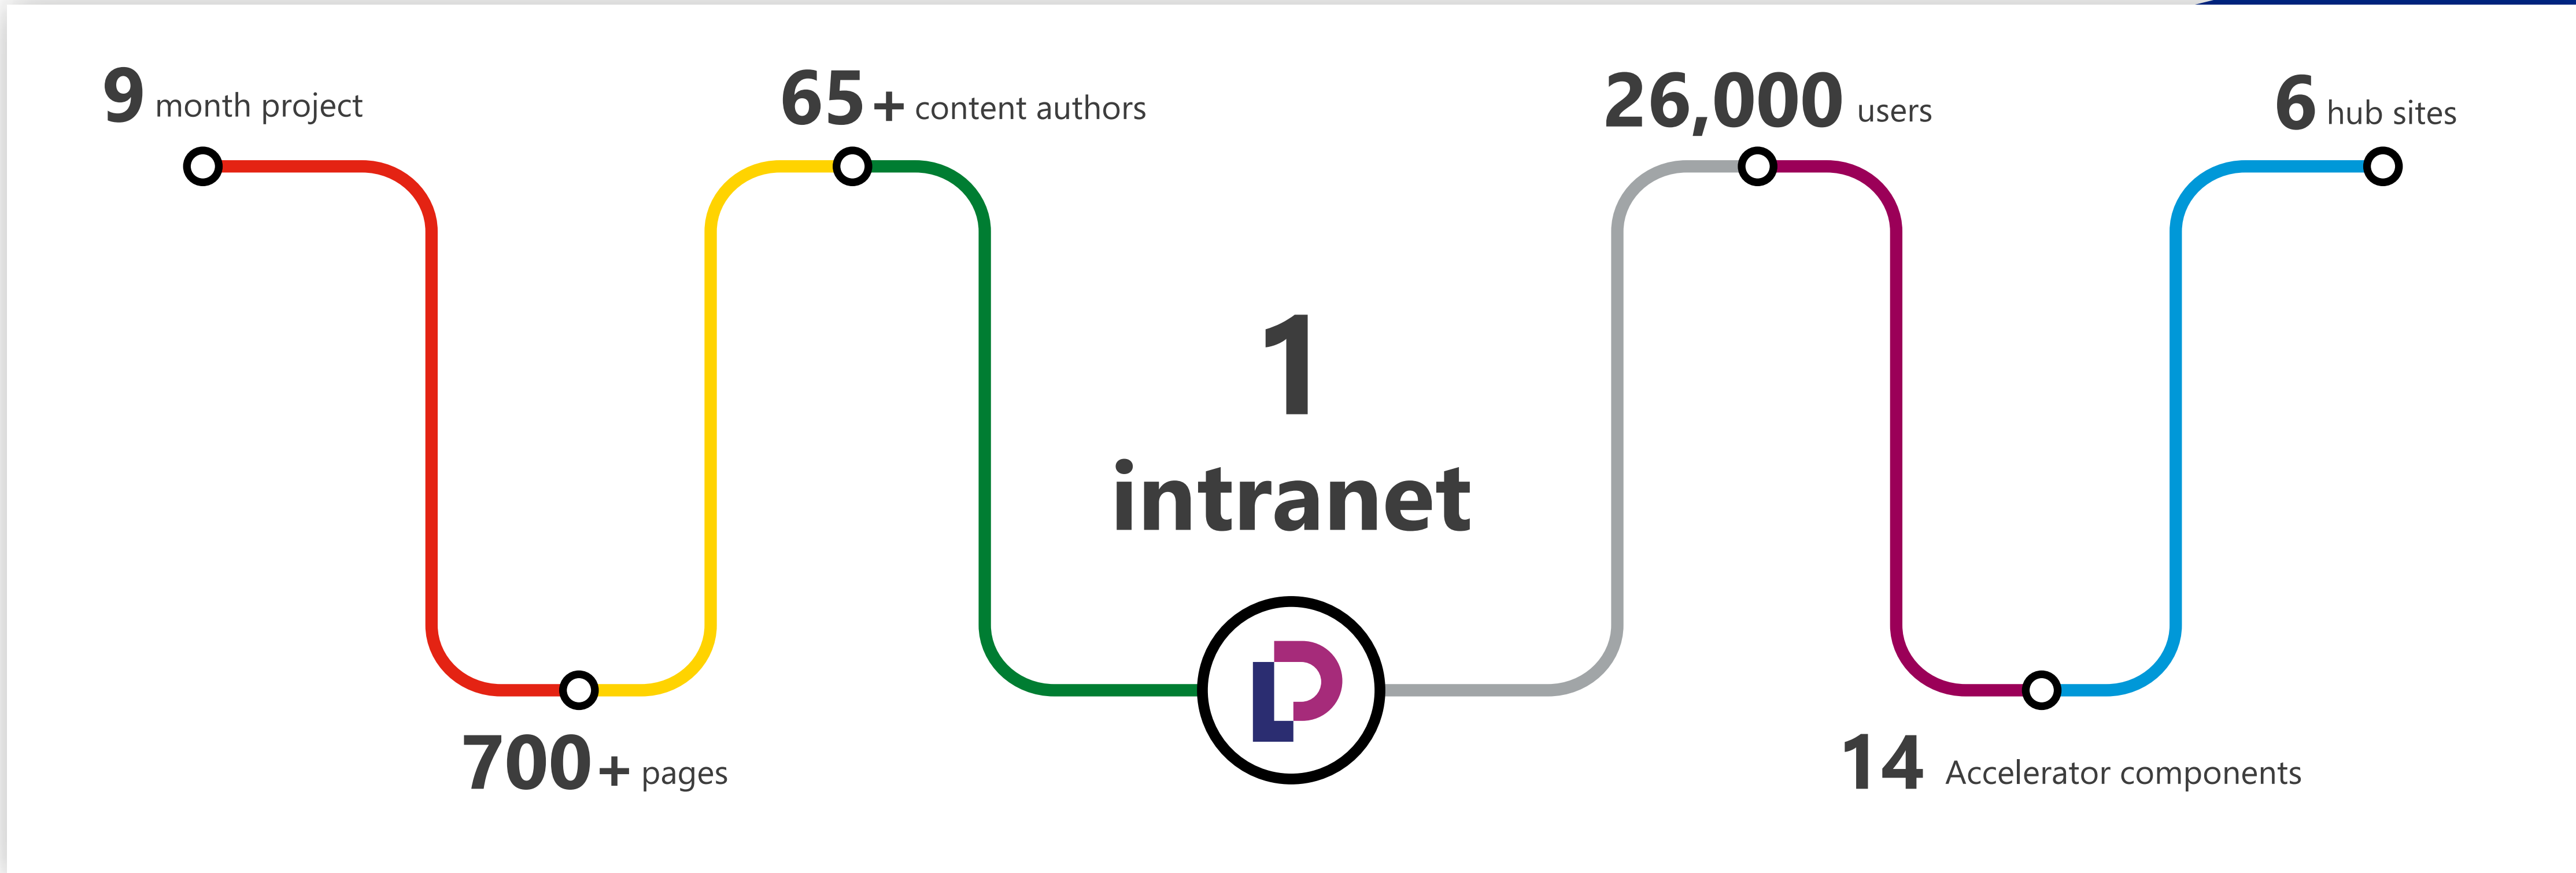 9 month project
65+ content authors
26,000 users
6 hub sites
1
intranet
700+ pages
14 Accelerator components